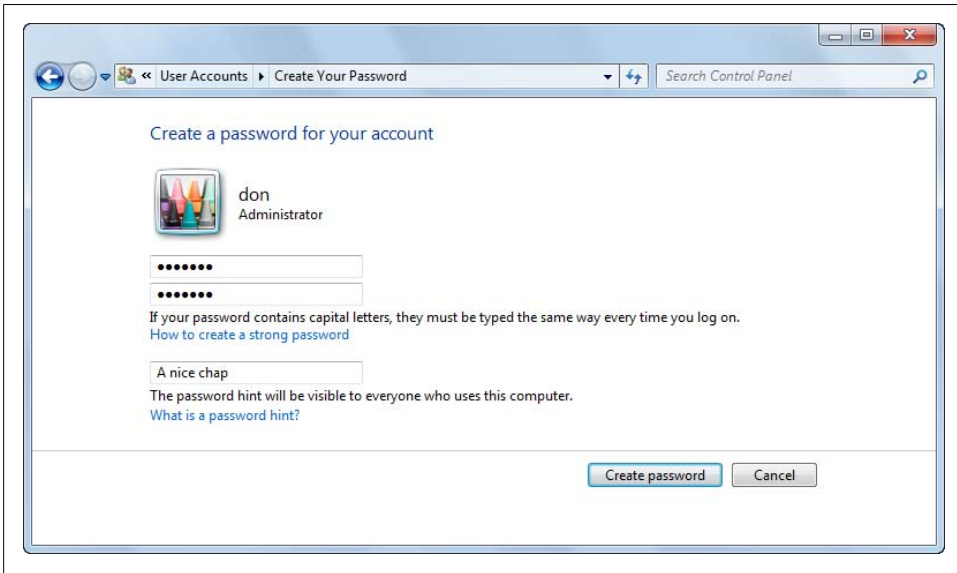 « User Accounts ▸ Create Your Password Search Control Panel
Create a password for your account
don
Administrator
•••••••
•••••••
If your password contains capital letters, they must be typed the same way every time you log on.
How to create a strong password
A nice chap
The password hint will be visible to everyone who uses this computer.
What is a password hint?
Create password Cancel